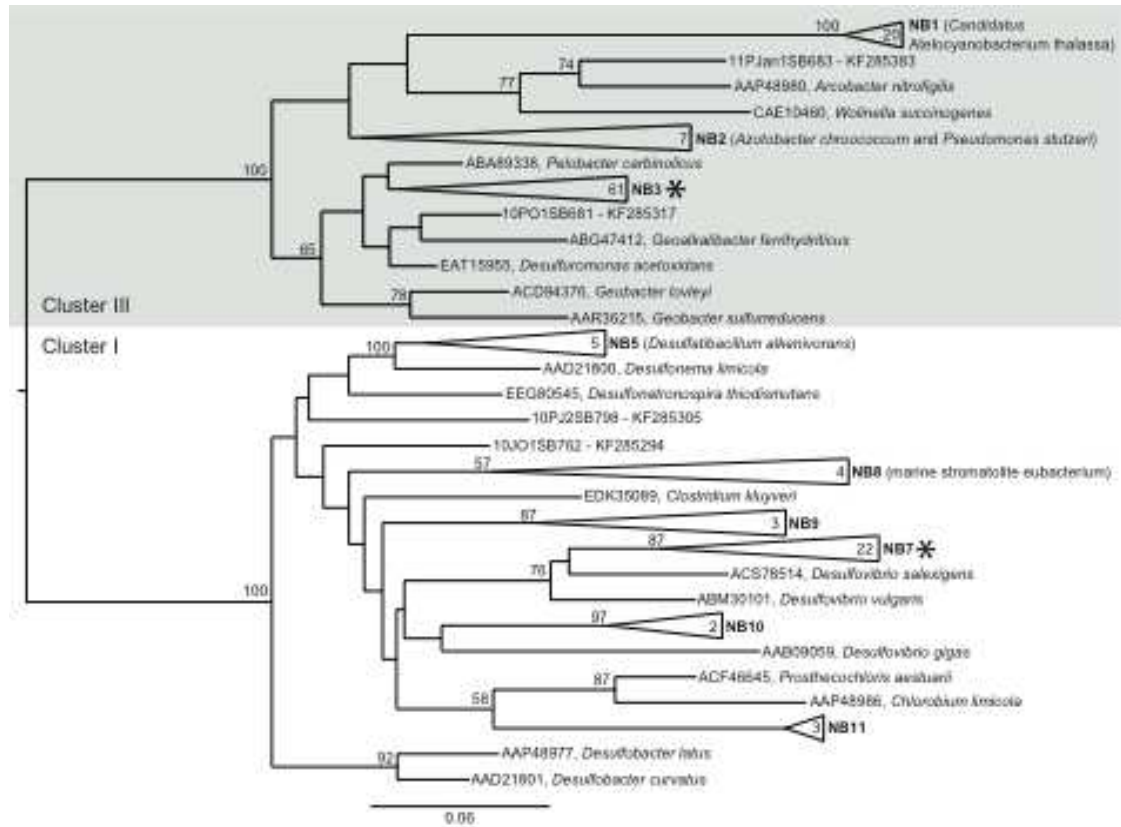 100 NB1 (Candidatus
29 Atelocyanobacterium thalassa)
11PJan1SB683 - KF285383
74
AAP48980, Arcobacter nitrofigilis
77
CAE10460, Wolinella succinogenes
7 NB2 (Azotobacter chroococcum and Pseudomonas stutzeri)
ABA89338, Pelobacter carbinolicus
100
61 NB3 *
10PO1SB681 - KF285317
ABG47412, Geoalkalibacter ferrihydriticus
65
EAT15955, Desulfuromonas acetoxidans
ACD94376, Geobacter lovleyi
78
Cluster III
AAR36215, Geobacter sulfurreducens
Cluster I
5 NB5 (Desulfatibacillum alkenivorans)
100
AAD21800, Desulfonema limicola
EEG80545, Desulfonatronospira thiodismutans
10PJ2SB798 - KF285305
10JO1SB762 - KF285294
57
4 NB8 (marine stromatolite eubacterium)
EDK35089, Clostridium kluyveri
87
3 NB9
87
22 NB7 *
76
ACS78514, Desulfovibrio salexigens
100
ABM30101, Desulfovibrio vulgaris
97
2 NB10
AAB09059, Desulfovibrio gigas
ACF46645, Prosthecochloris aestuarii
87
58
AAP48986, Chlorobium limicola
3 NB11
AAP48977, Desulfobacter latus
92
AAD21801, Desulfobacter curvatus
0.06